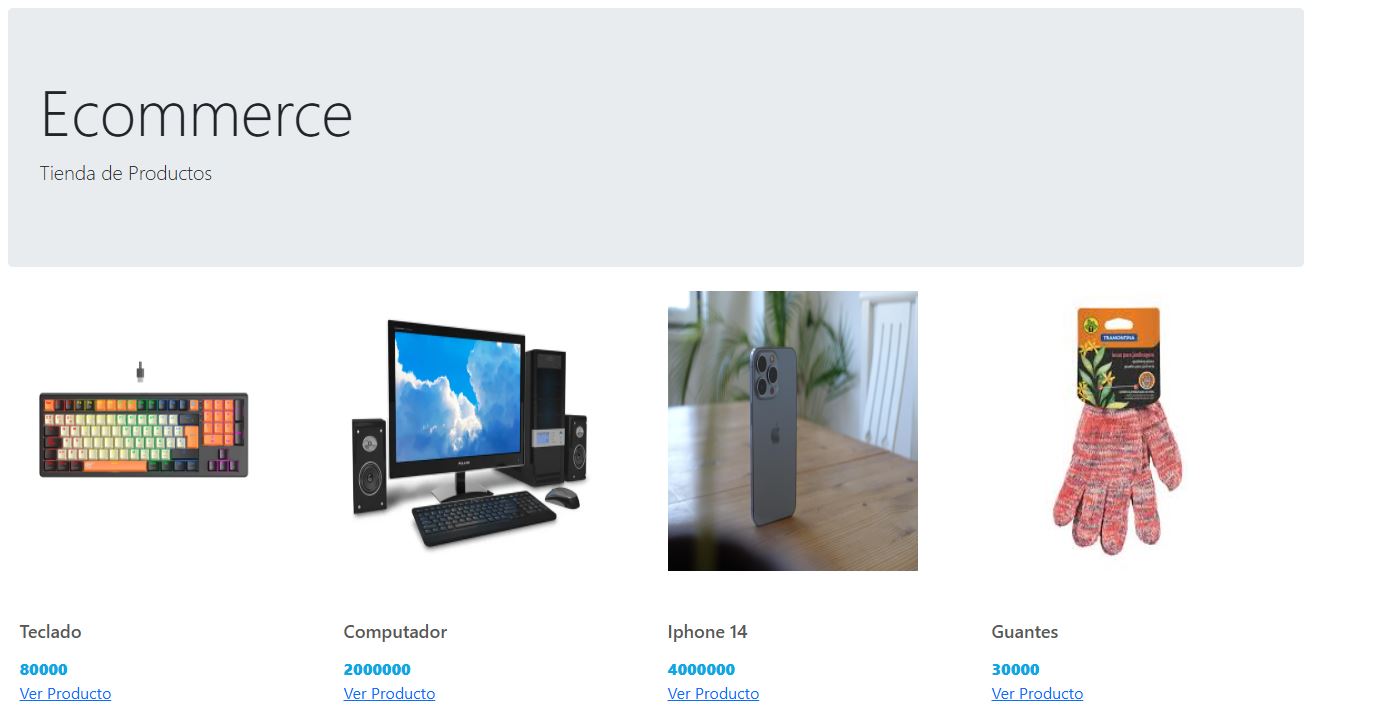 Ecommerce
Tienda de Productos
TRAMONTINA
Teclado
Computador
Iphone 14
Guantes
80000
2000000
4000000
30000
Ver Producto
Ver Producto
Ver Producto
Ver Producto